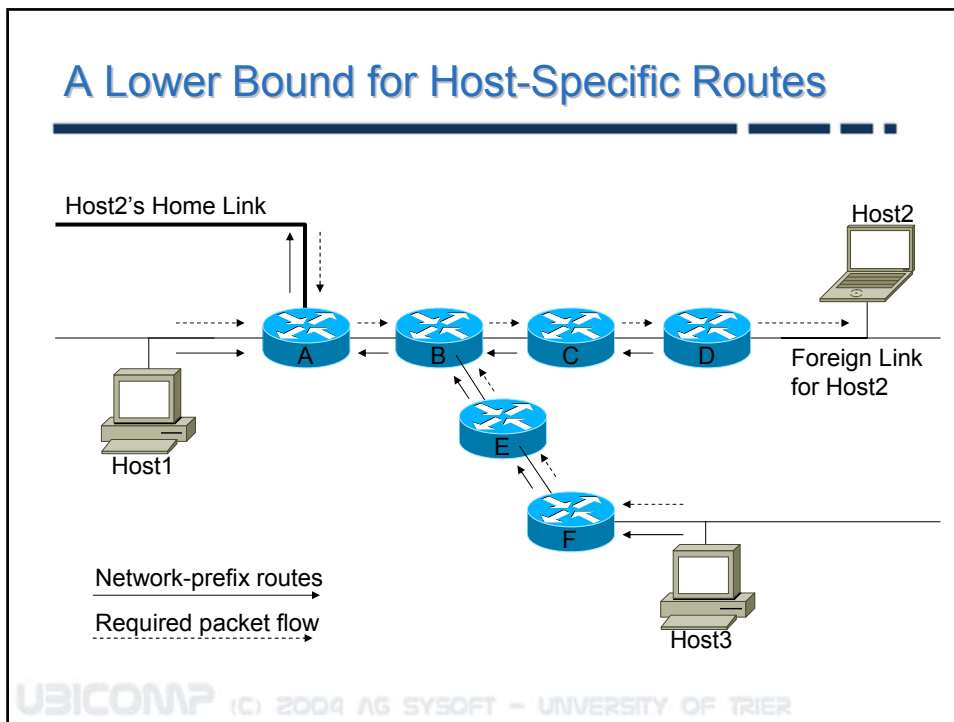 A Lower Bound for Host-Specific Routes
Host2's Home Link
Host2
A
B
C
D
Foreign Link
for Host2
E
Host1
F
Network-prefix routes
Required packet flow
Host3
UBICOMP (C) 2004 AG SYSOFT - UNIVERSITY OF TRIER